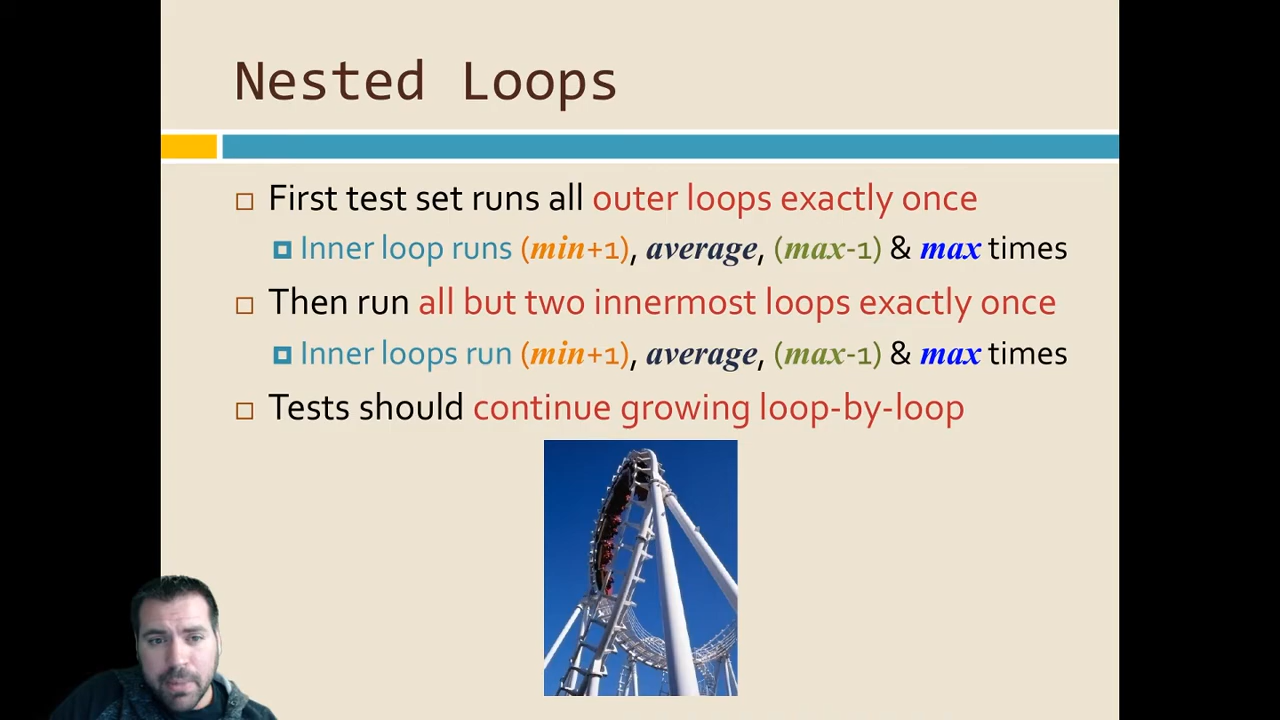 Nested Loops
First test set runs all outer loops exactly once
Inner loop runs (min+1), average, (max-1) & max times
Then run all but two innermost loops exactly once
Inner loops run (min+1), average, (max-1) & max times
Tests should continue growing loop-by-loop